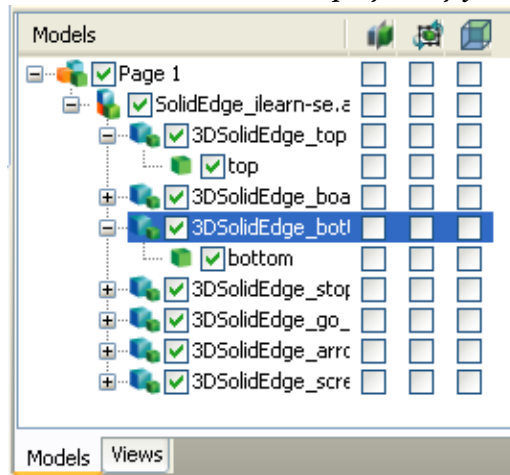 Models
Page 1
SolidEdge_ilearn-se.a
3DSolidEdge_top
top
3DSolidEdge_boa
3DSolidEdge_bot
bottom
3DSolidEdge_stop
3DSolidEdge_go_
3DSolidEdge_arro
3DSolidEdge_scre
Models Views